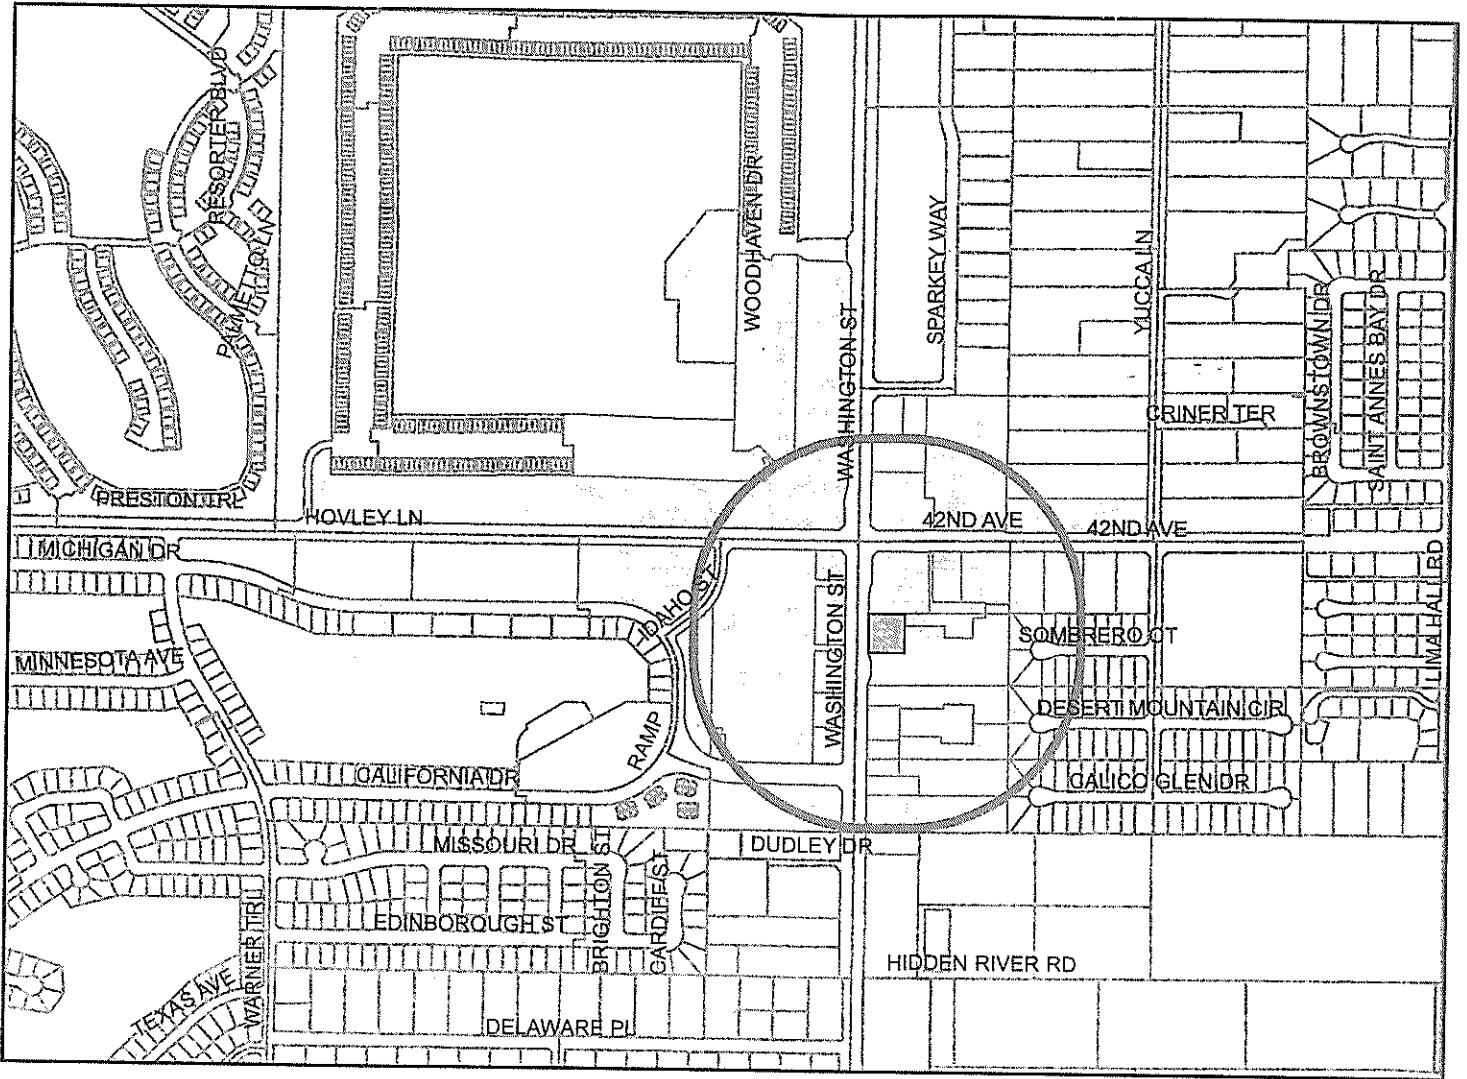 RESORTER BLVD
PALMETTO LN
WOODHAVEN DR
WASHINGTON ST
SPARKEY WAY
YUCCA LN
BROWNSTOWN DR
SAINT ANNES BAY DR
CRINER TER
PRESTON TRL
HOVLEY LN
42ND AVE
42ND AVE
MICHIGAN DR
IDAHO ST
WASHINGTON ST
SOMBRERO CT
LIMA HALL RD
MINNESOTA AVE
DESERT MOUNTAIN CIR
RAMP
CALIFORNIA DR
CALICO GLEN DR
MISSOURI DR
DUDLEY DR
BRIGHTON ST
CARDIFF ST
EDINBOROUGH ST
WARNER TRL
HIDDEN RIVER RD
TEXAS AVE
DELAWARE PL